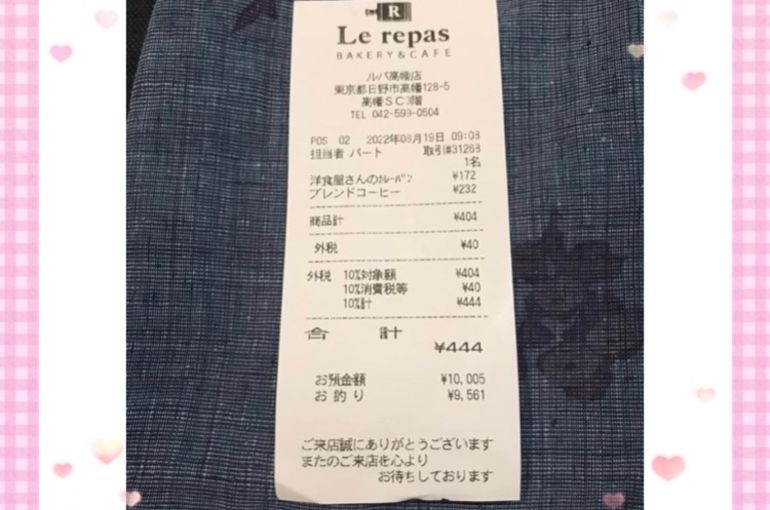 R
Le repas
BAKERY & CAFE
ルパ高幡店
東京都日野市高幡128-5
高幡SC3階
TEL 042-599-0504
POS 02 2022年08月19日 09:08
担当者 パート 取引#31268
1名
洋食屋さんのカレーパン ¥172
ブレンドコーヒー ¥232
商品計 ¥404
外税 ¥40
外税 10%対象額 ¥404
10%消費税等 ¥40
10%計 ¥444
合計 ¥444
お預金額 ¥10,005
お釣り ¥9,561
ご来店誠にありがとうございます
またのご来店を心より
お待ちしております